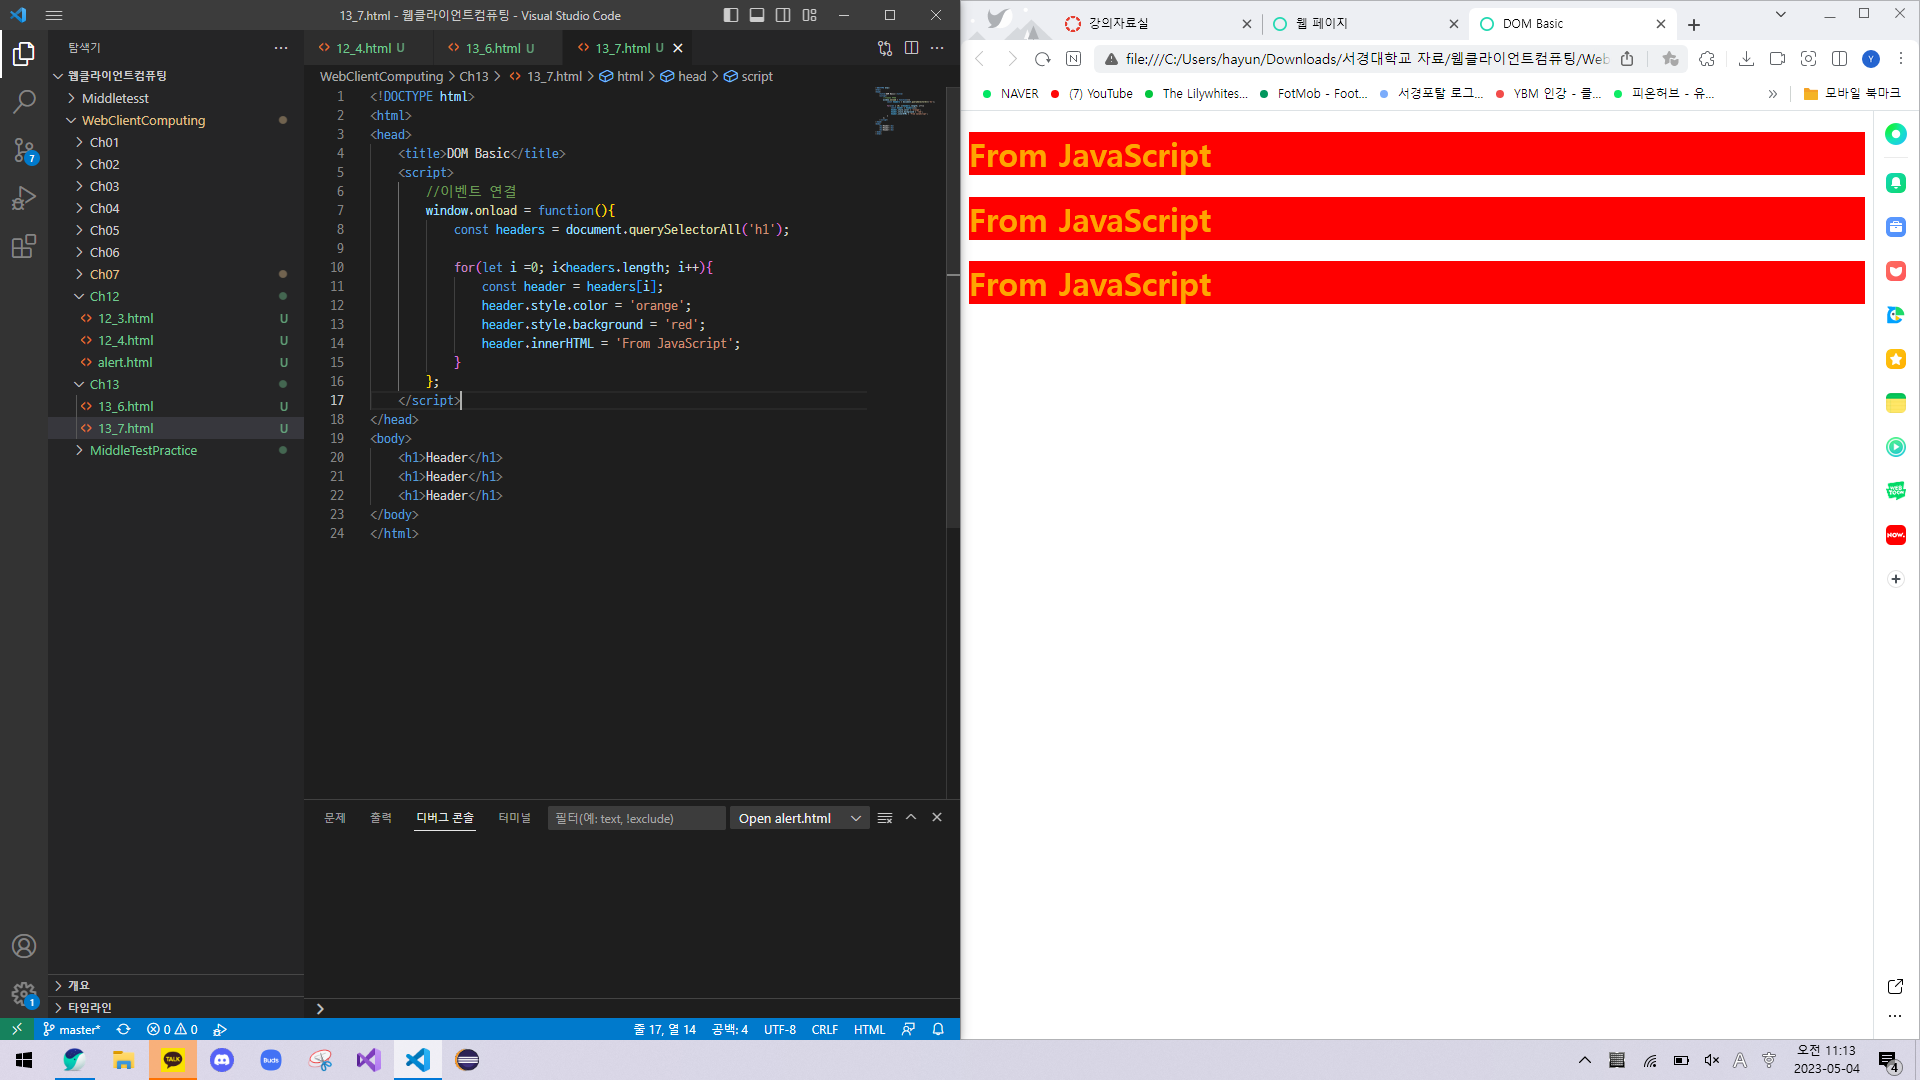 13_7.html - 웹클라이언트컴퓨팅 - Visual Studio Code
탐색기
웹클라이언트컴퓨팅
Middletesst
WebClientComputing
Ch01
Ch02
Ch03
Ch04
Ch05
Ch06
Ch07
Ch12
12_3.html U
12_4.html U
alert.html U
Ch13
13_6.html U
13_7.html U
MiddleTestPractice
개요
타임라인
7
1
12_4.html U
13_6.html U
13_7.html U
WebClientComputing > Ch13 > 13_7.html > html > head > script
1 <!DOCTYPE html>
2 <html>
3 <head>
4 <title>DOM Basic</title>
5 <script>
6 //이벤트 연결
7 window.onload = function(){
8 const headers = document.querySelectorAll('h1');
9
10 for(let i =0; i<headers.length; i++){
11 const header = headers[i];
12 header.style.color = 'orange';
13 header.style.background = 'red';
14 header.innerHTML = 'From JavaScript';
15 }
16 };
17 </script>
18 </head>
19 <body>
20 <h1>Header</h1>
21 <h1>Header</h1>
22 <h1>Header</h1>
23 </body>
24 </html>
문제 출력 디버그 콘솔 터미널 필터(예: text, !exclude) Open alert.html
master* 0 0 줄 17, 열 14 공백: 4 UTF-8 CRLF HTML
강의자료실
웹 페이지
DOM Basic
file:///C:/Users/hayun/Downloads/서경대학교 자료/웹클라이언트컴퓨팅/Web
Y
NAVER (7) YouTube The Lilywhites... FotMob - Foot... 서경포탈 로그... YBM 인강 - 클... 피온허브 - 유... » 모바일 북마크
From JavaScript
From JavaScript
From JavaScript
NOW.
TALK
Buds
A
오전 11:13
2023-05-04
4